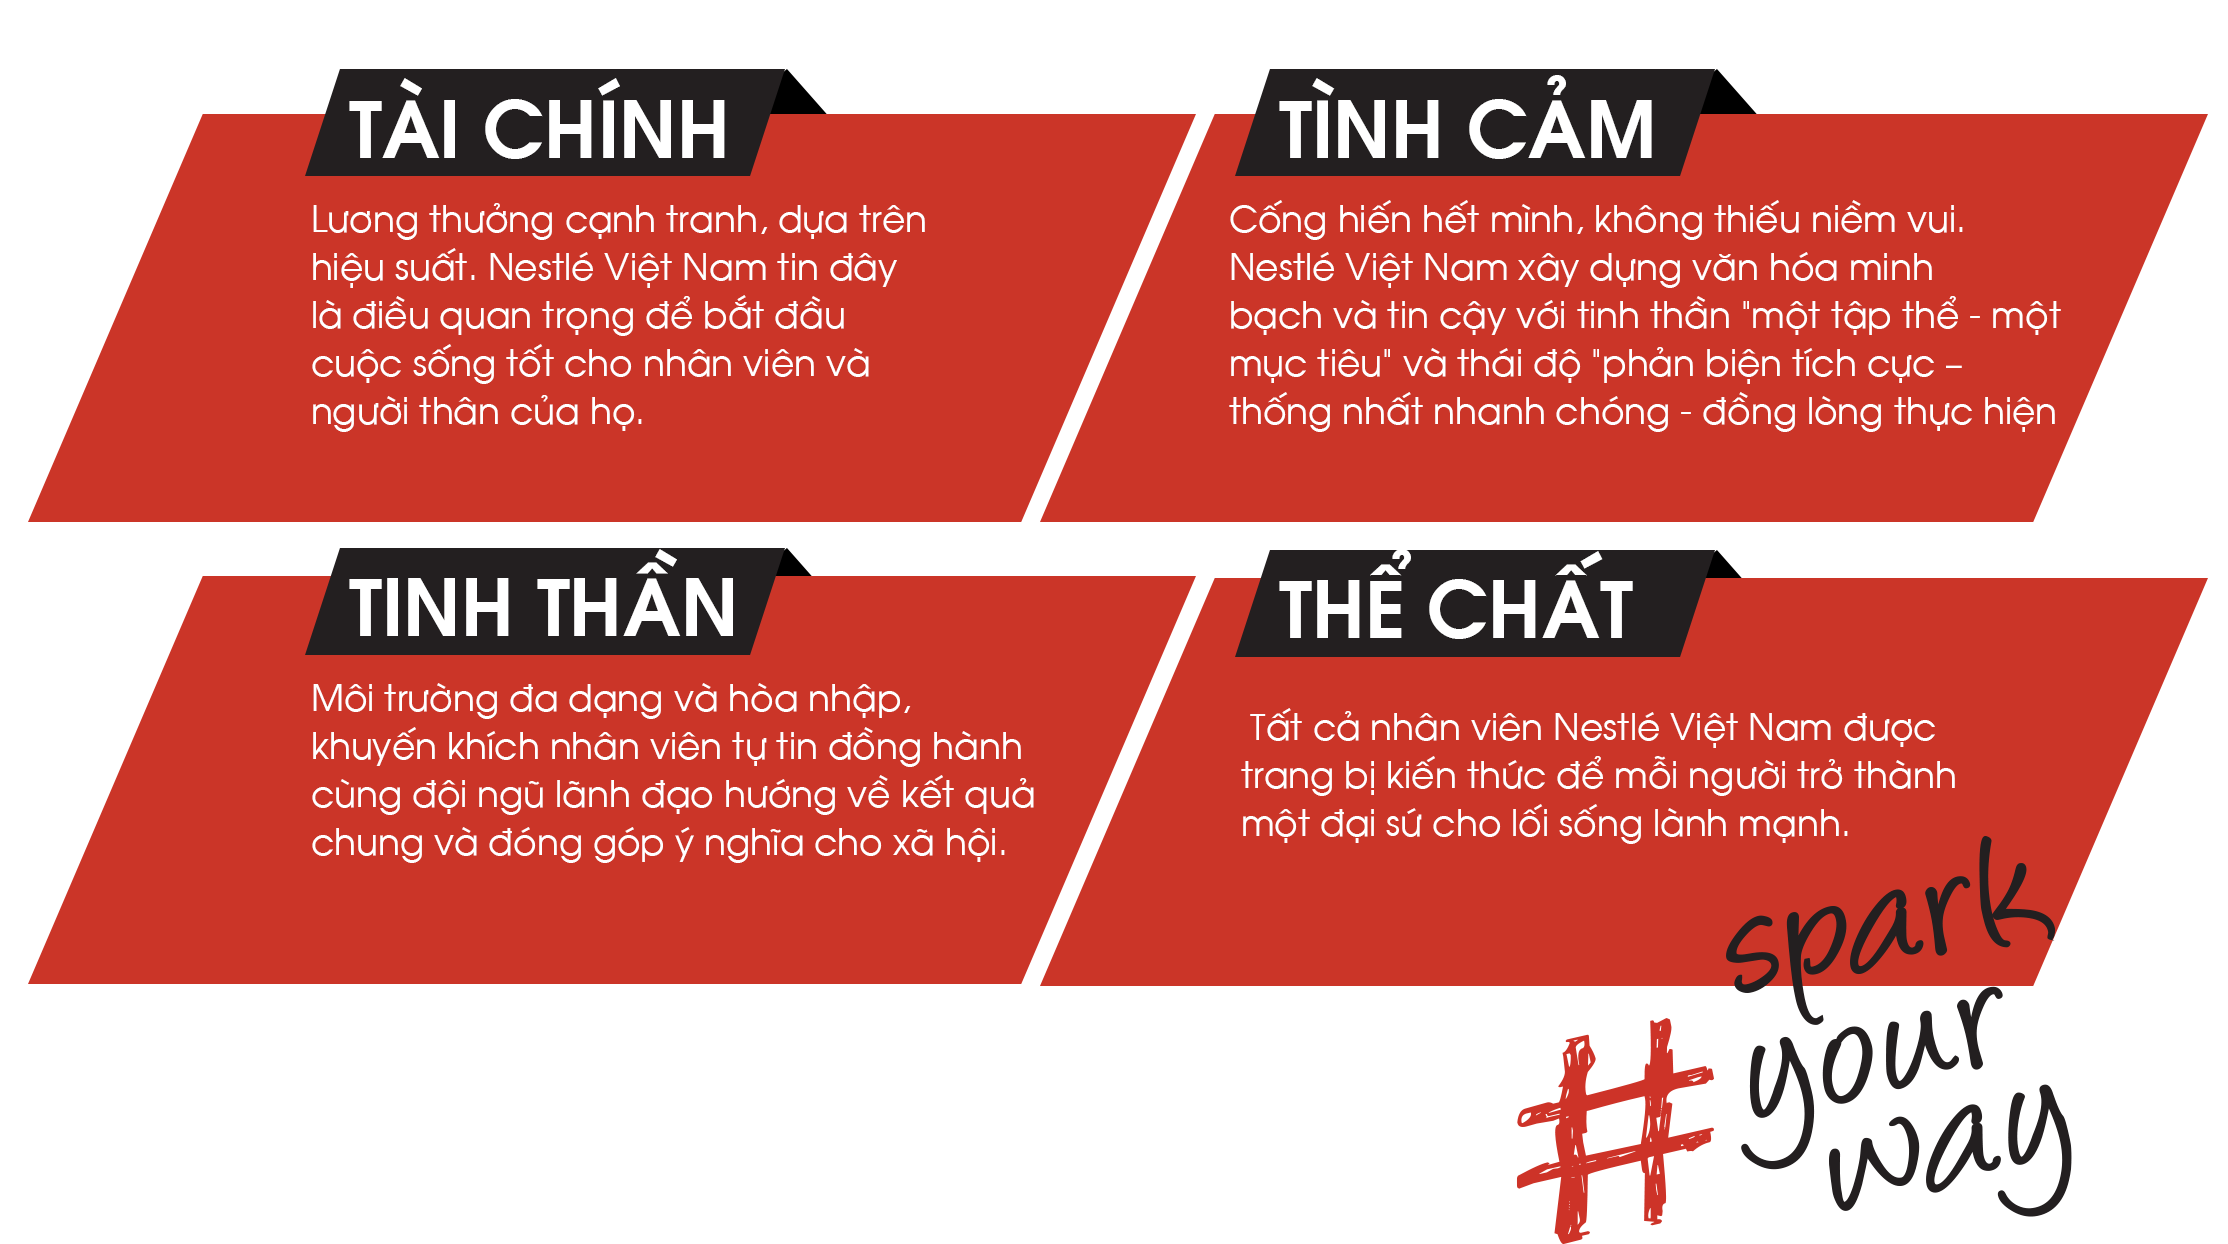 TÀI CHÍNH
Lương thưởng cạnh tranh, dựa trên
hiệu suất. Nestlé Việt Nam tin đây
là điều quan trọng để bắt đầu
cuộc sống tốt cho nhân viên và
người thân của họ.
TÌNH CẢM
Cống hiến hết mình, không thiếu niềm vui.
Nestlé Việt Nam xây dựng văn hóa minh
bạch và tin cậy với tinh thần "một tập thể - một
mục tiêu" và thái độ "phản biện tích cực –
thống nhất nhanh chóng - đồng lòng thực hiện
TINH THẦN
Môi trường đa dạng và hòa nhập,
khuyến khích nhân viên tự tin đồng hành
cùng đội ngũ lãnh đạo hướng về kết quả
chung và đóng góp ý nghĩa cho xã hội.
THỂ CHẤT
Tất cả nhân viên Nestlé Việt Nam được
trang bị kiến thức để mỗi người trở thành
một đại sứ cho lối sống lành mạnh.
#spark
your
way